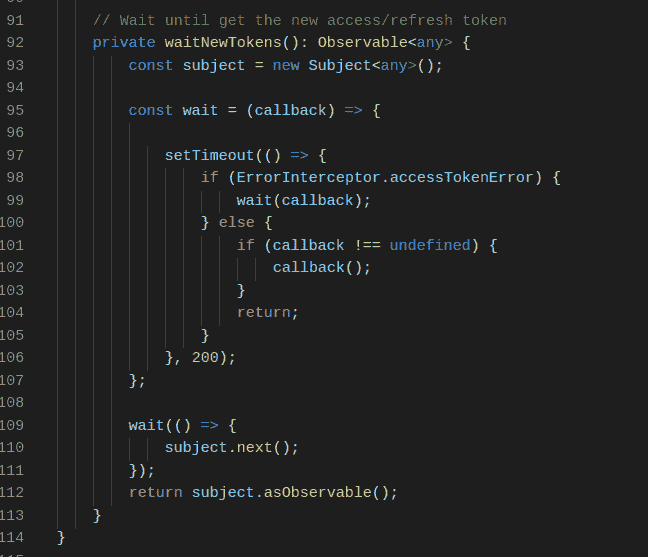 91 // Wait until get the new access/refresh token
92 private waitNewTokens(): Observable<any> {
93 const subject = new Subject<any>();
94
95 const wait = (callback) => {
96
97 setTimeout(() => {
98 if (ErrorInterceptor.accessTokenError) {
99 wait(callback);
100 } else {
101 if (callback !== undefined) {
102 callback();
103 }
104 return;
105 }
106 }, 200);
107 };
108
109 wait(() => {
110 subject.next();
111 });
112 return subject.asObservable();
113 }
114 }